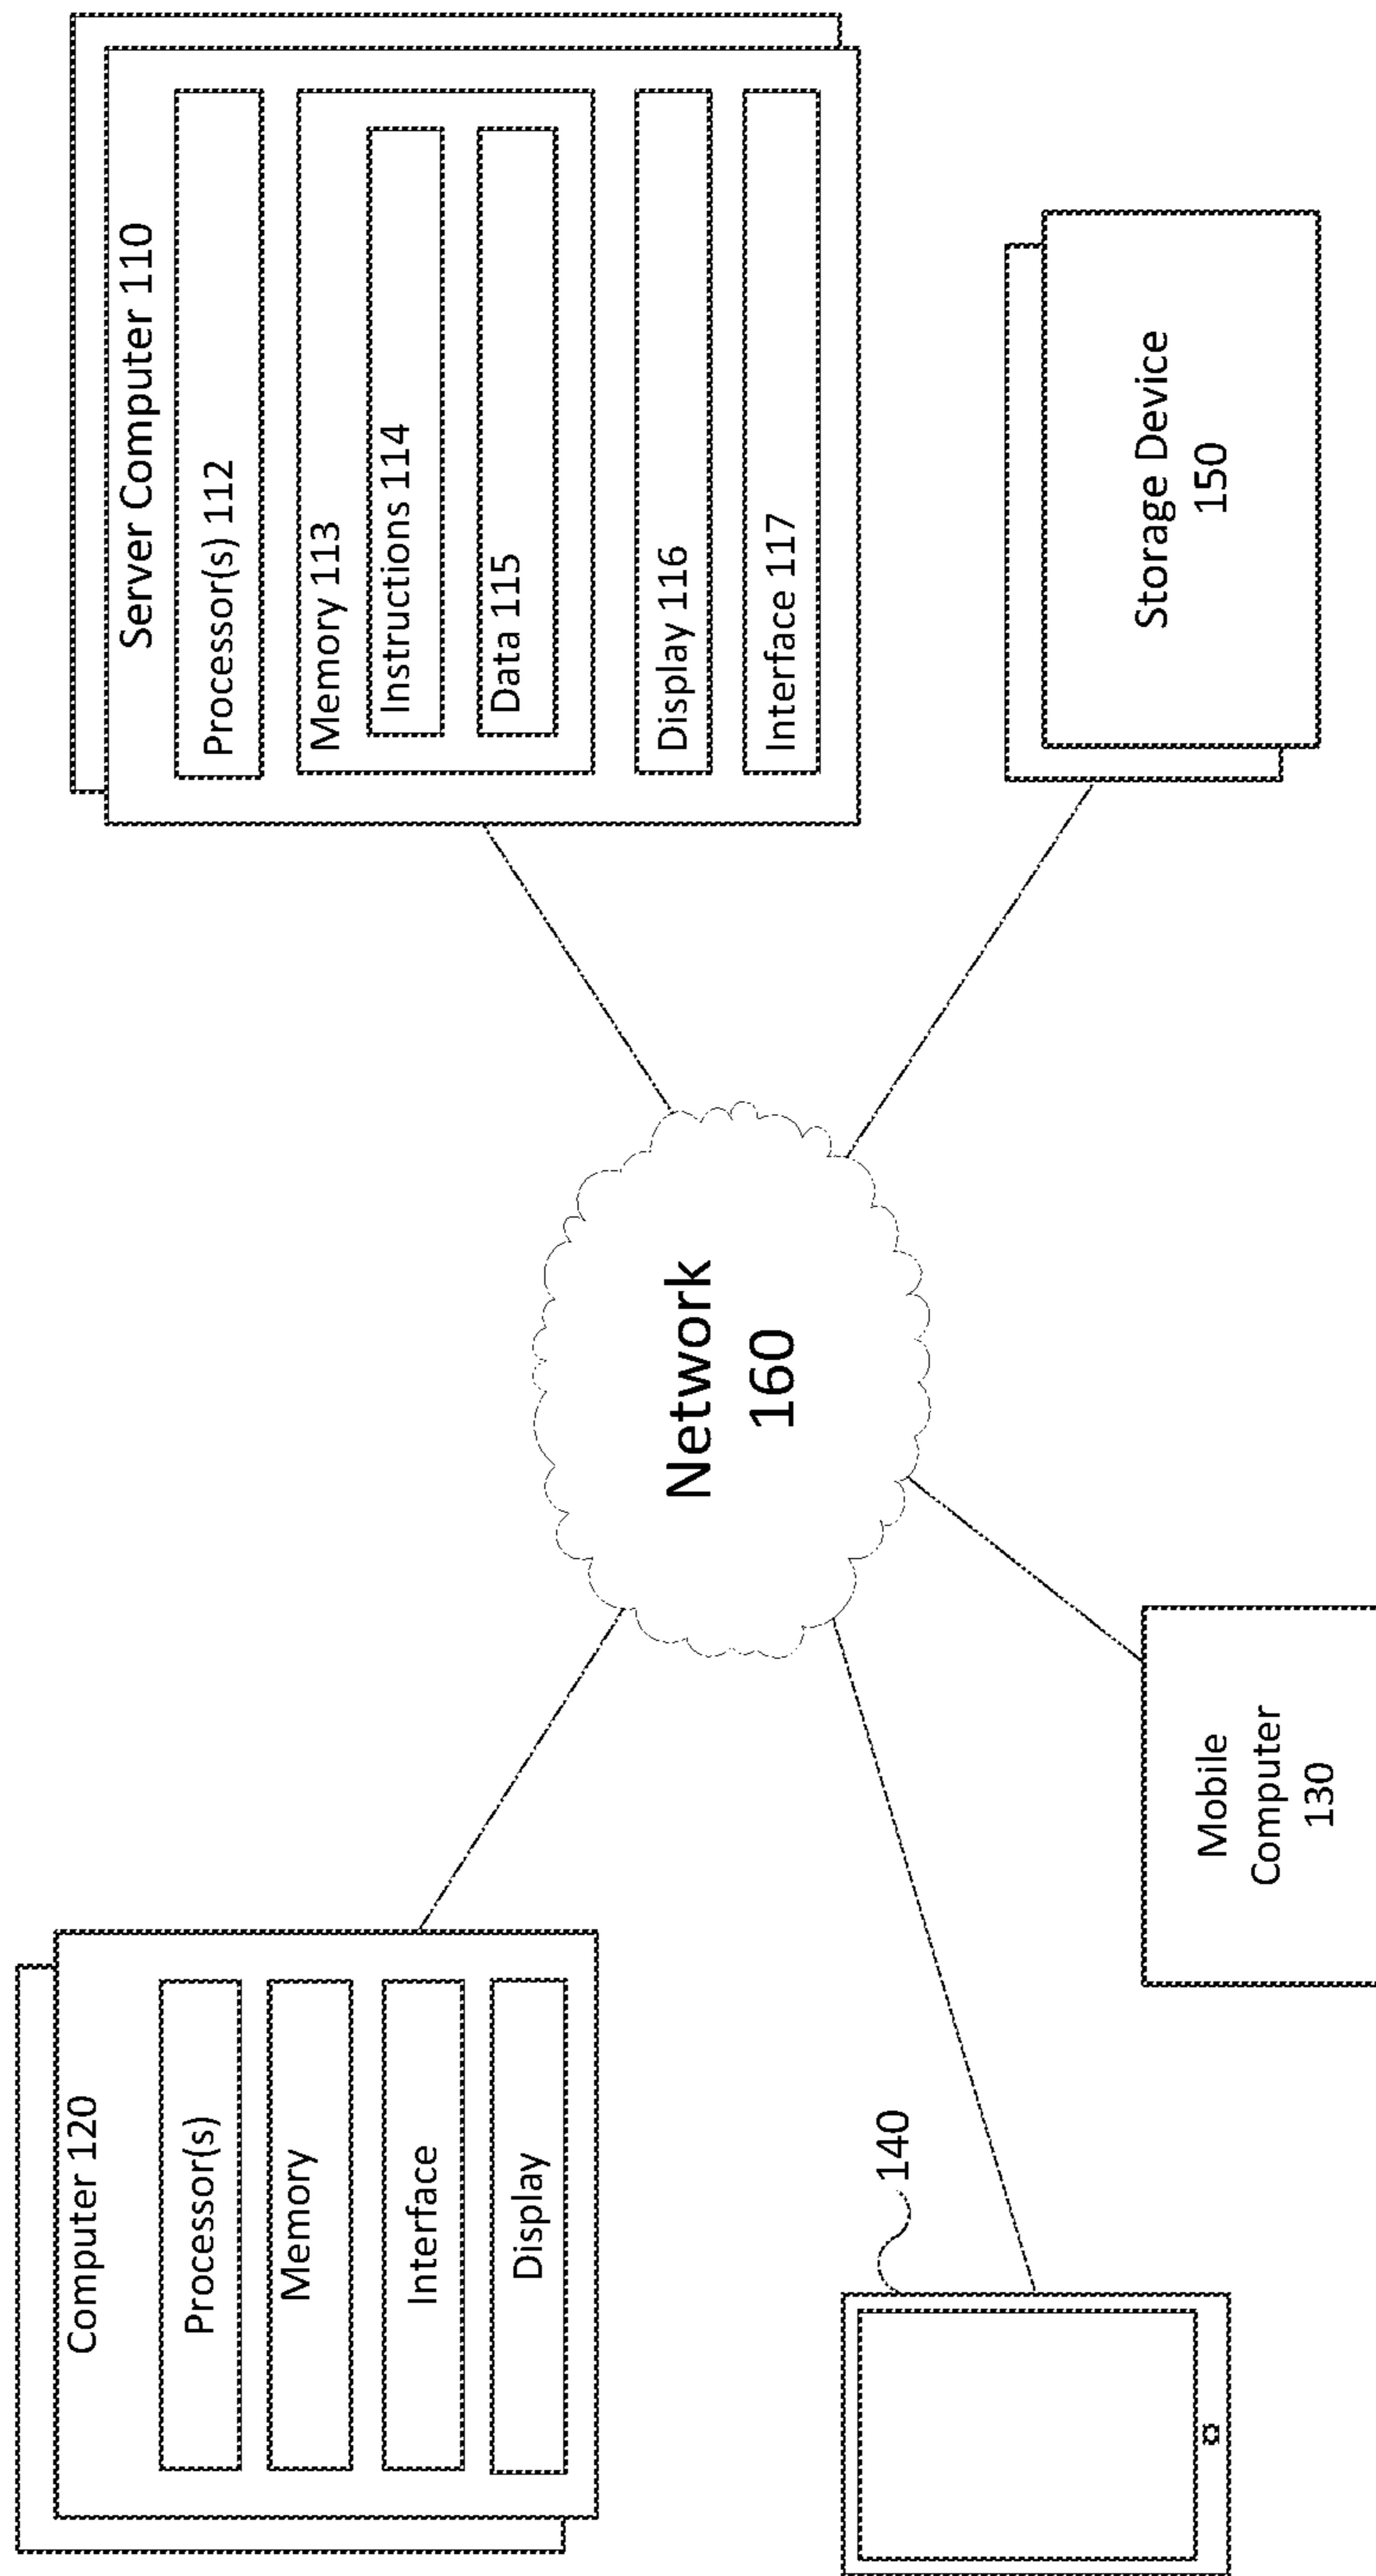 Computer 120
Processor(s)
Memory
Interface
Display
Server Computer 110
Processor(s) 112
Memory 113
Instructions 114
Data 115
Display 116
Interface 117
Network
160
140
Mobile
Computer
130
Storage Device
150